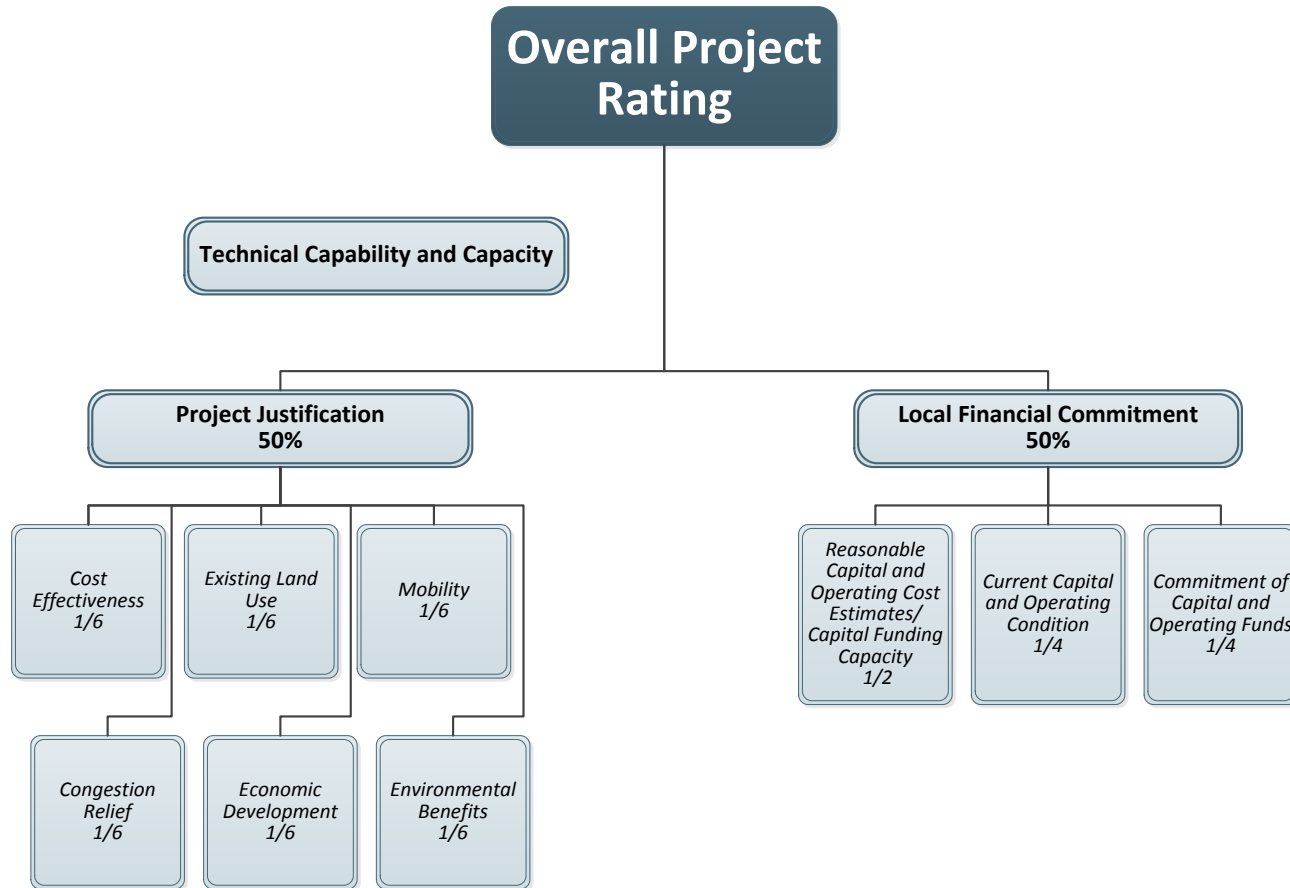 Overall Project
Rating
Technical Capability and Capacity
Project Justification
50%
Local Financial Commitment
50%
Cost
Effectiveness
1/6
Existing Land
Use
1/6
Mobility
1/6
Reasonable
Capital and
Operating Cost
Estimates/
Capital Funding
Capacity
1/2
Current Capital
and Operating
Condition
1/4
Commitment of
Capital and
Operating Funds
1/4
Congestion
Relief
1/6
Economic
Development
1/6
Environmental
Benefits
1/6